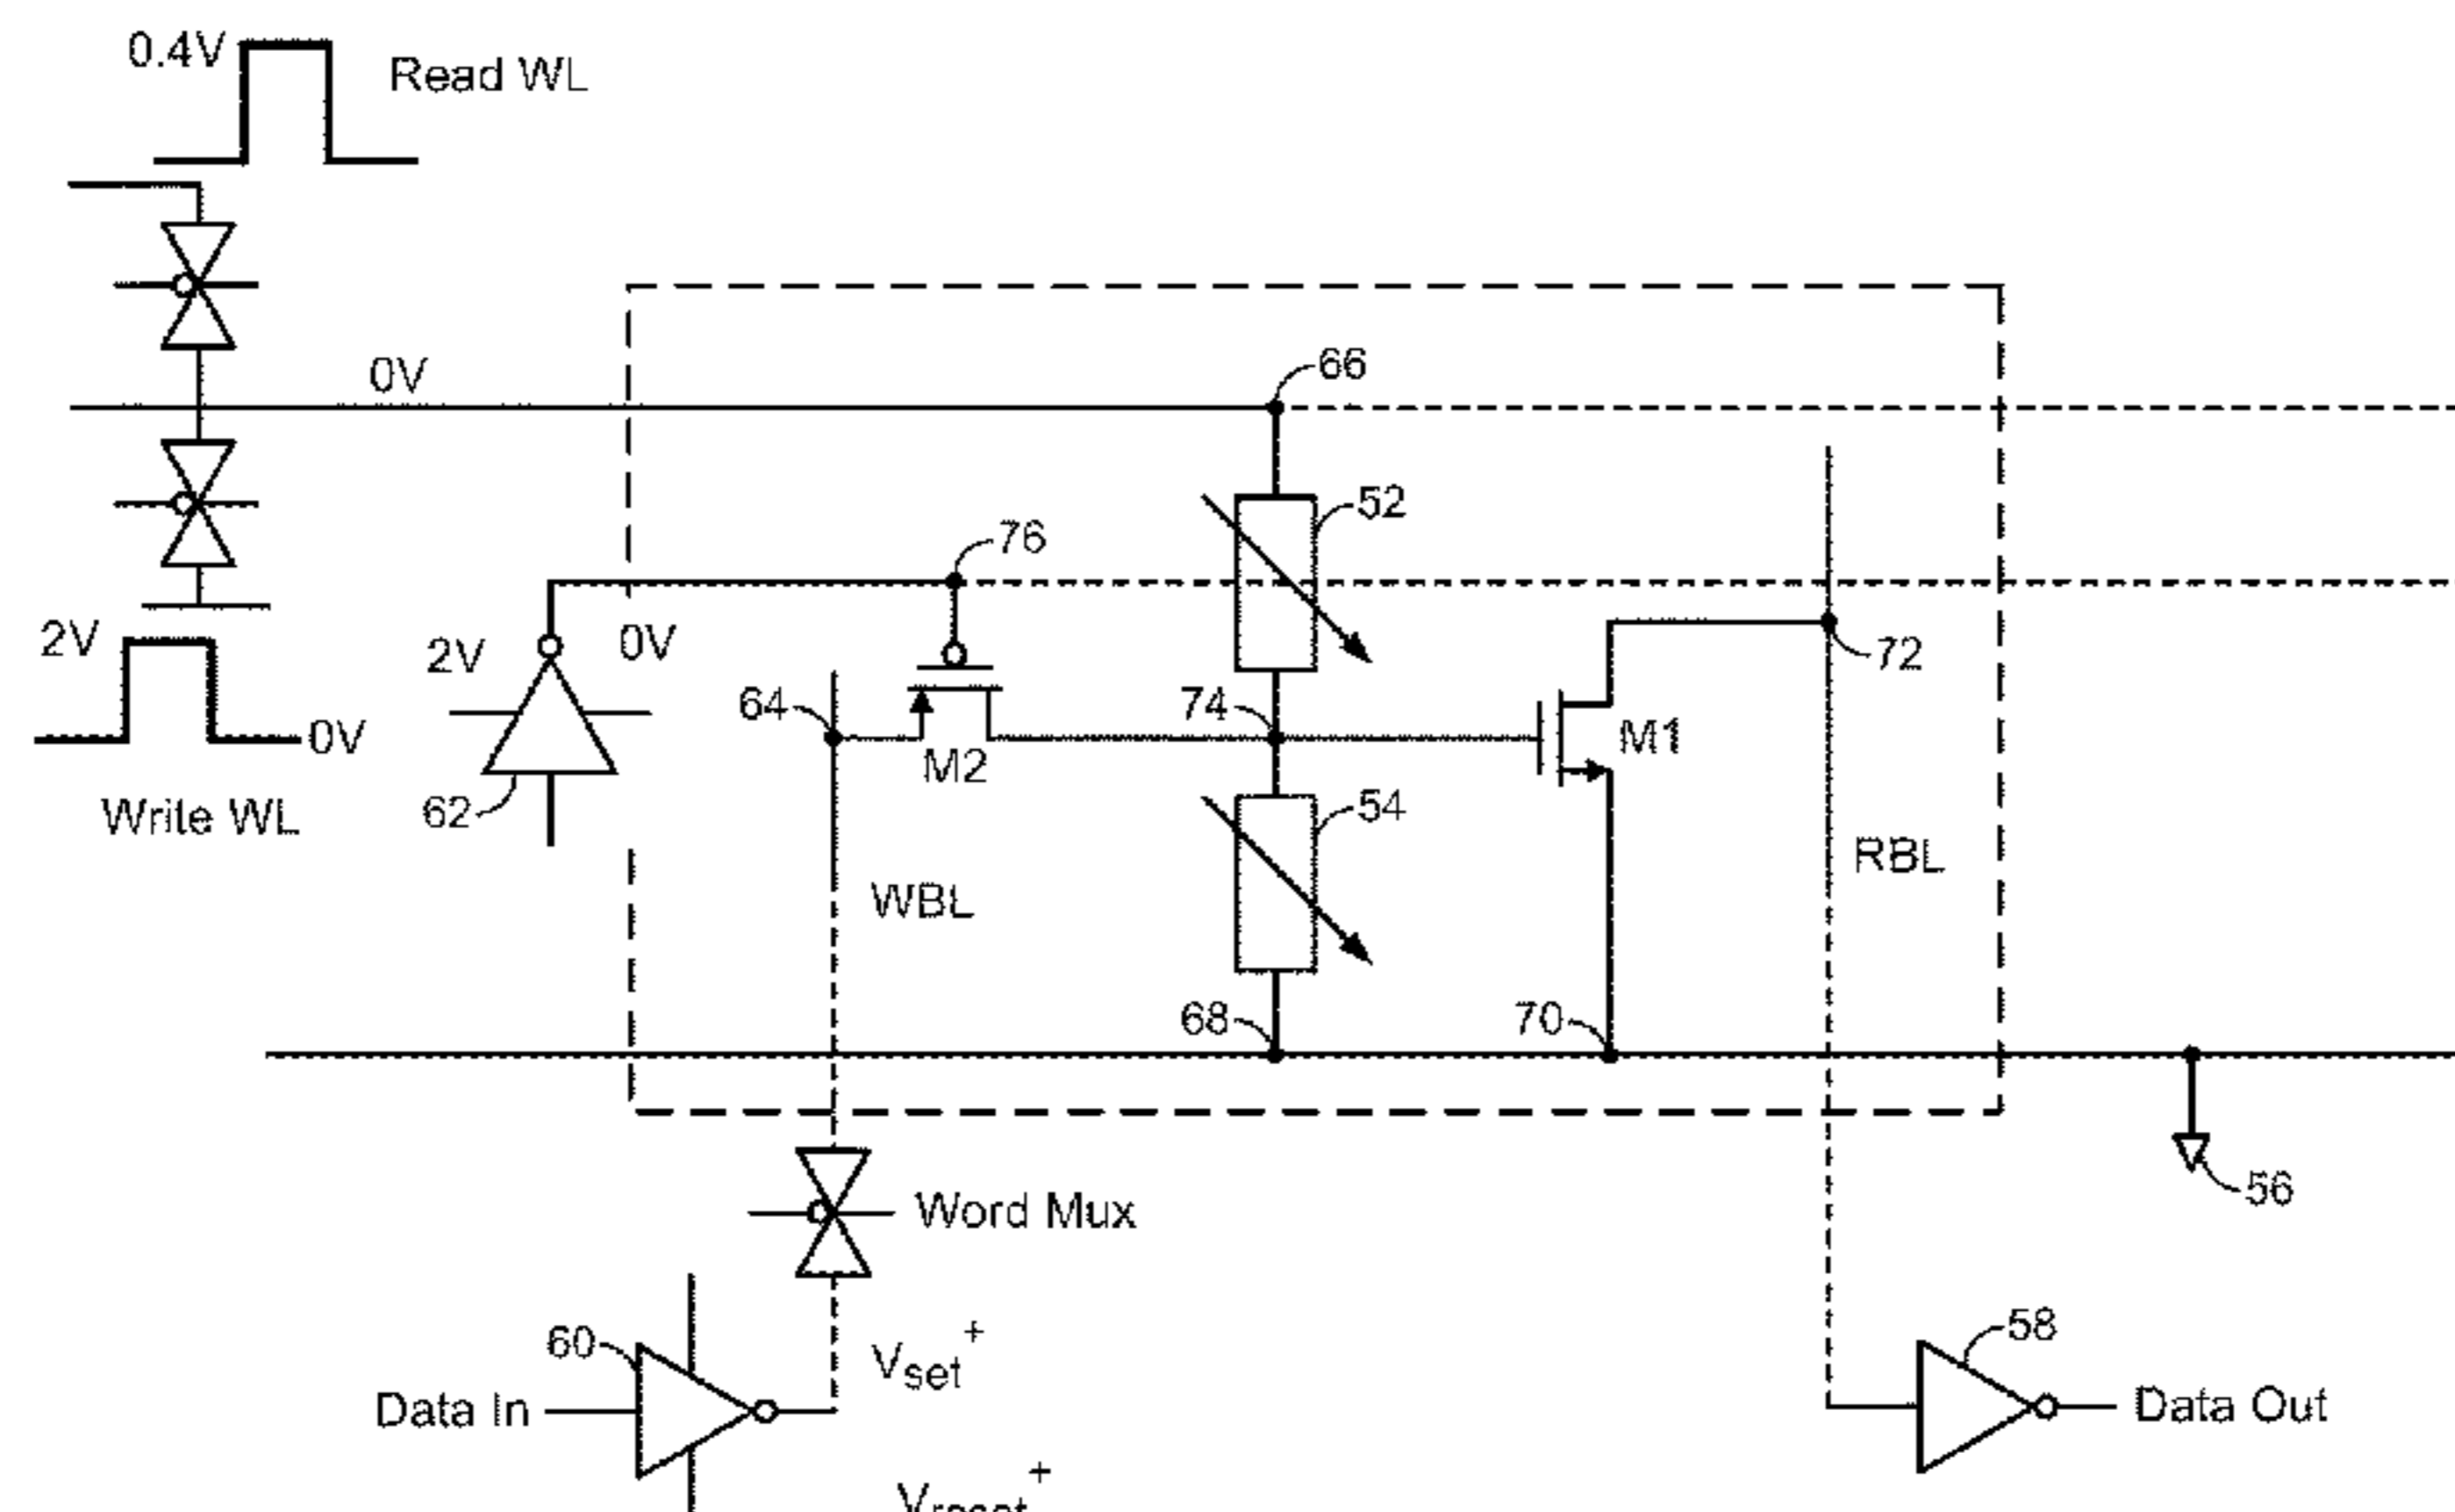 0.4V
Read WL
0V
66
52
76
2V
2V
0V
72
64
74
M1
0V
M2
54
62
Write WL
RBL
WBL
68
70
56
Word Mux
58
60
Vset+
Data In
Data Out
Vreset+